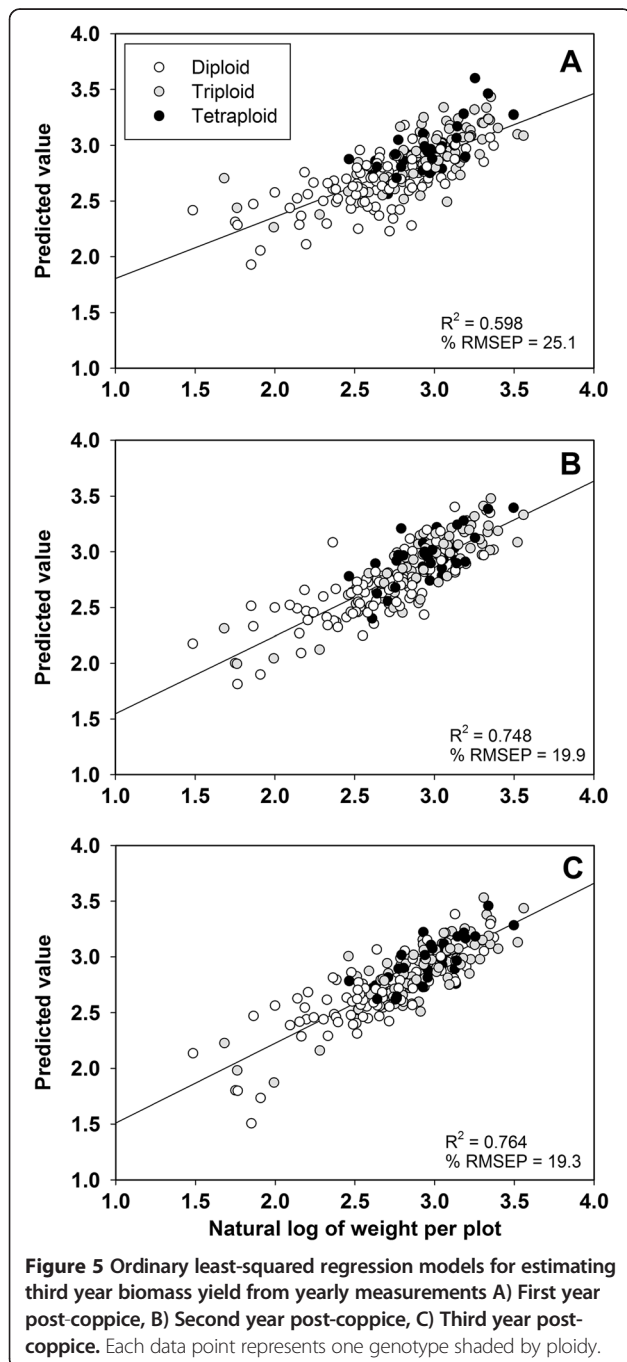 4.0
3.5
3.0
2.5
2.0
1.5
1.0
Predicted value
Diploid
Triploid
Tetraploid
A
R² = 0.598
% RMSEP = 25.1
1.0 1.5 2.0 2.5 3.0 3.5 4.0
4.0
3.5
3.0
2.5
2.0
1.5
1.0
Predicted value
B
R² = 0.748
% RMSEP = 19.9
1.0 1.5 2.0 2.5 3.0 3.5 4.0
4.0
3.5
3.0
2.5
2.0
1.5
1.0
Predicted value
C
R² = 0.764
% RMSEP = 19.3
1.0 1.5 2.0 2.5 3.0 3.5 4.0
Natural log of weight per plot
Figure 5 Ordinary least-squared regression models for estimating
third year biomass yield from yearly measurements A) First year
post-coppice, B) Second year post-coppice, C) Third year post-
coppice. Each data point represents one genotype shaded by ploidy.